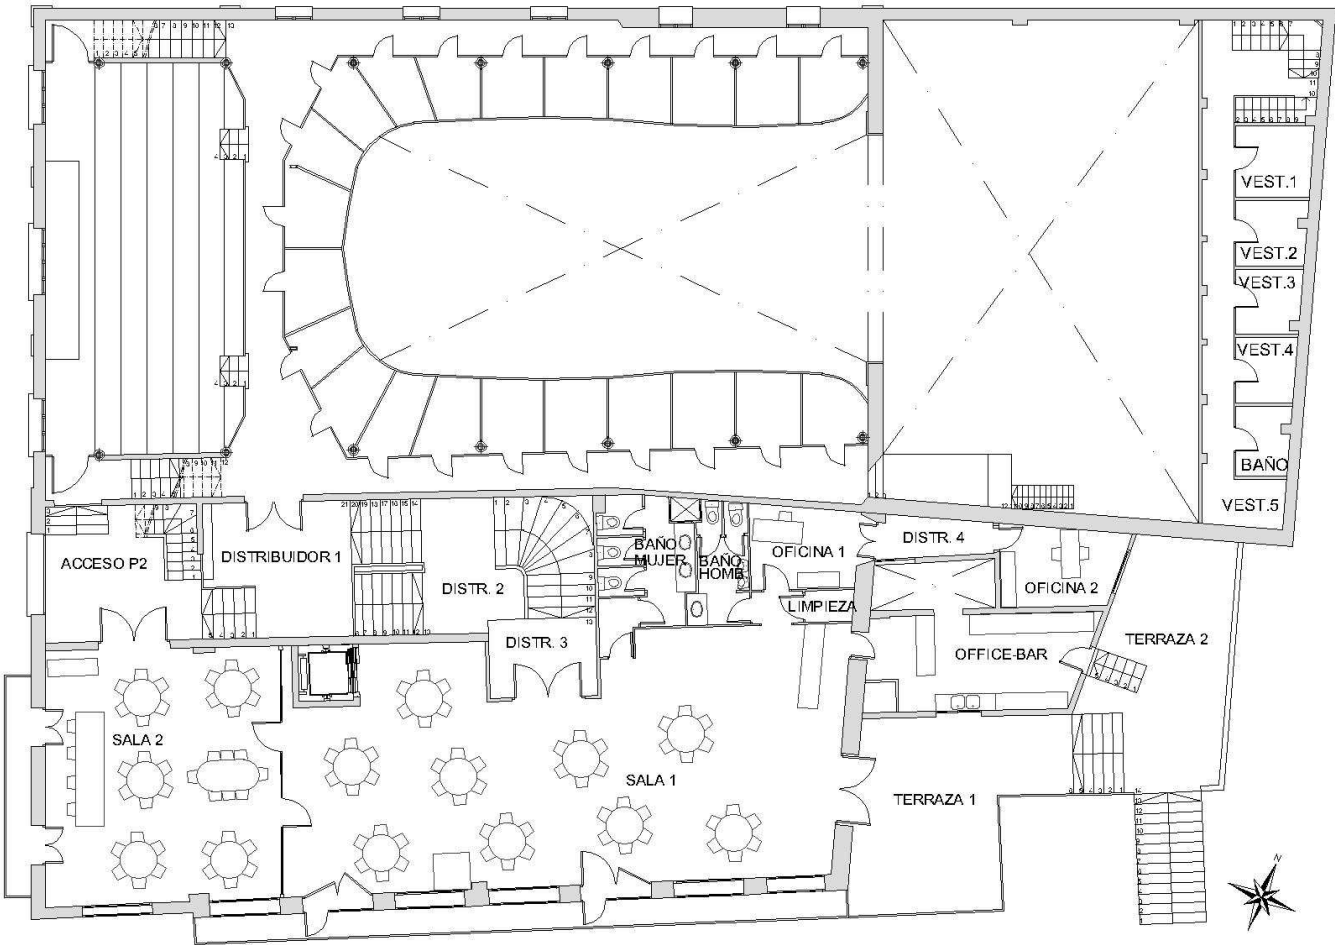 VEST.1
VEST.2
VEST.3
VEST.4
BAÑO
VEST.5
ACCESO P2
DISTRIBUIDOR 1
DISTR. 2
DISTR. 3
BAÑO
MUJER
BAÑO
HOMB.
OFICINA 1
LIMPIEZA
DISTR. 4
OFICINA 2
OFFICE-BAR
TERRAZA 2
SALA 2
SALA 1
TERRAZA 1
N